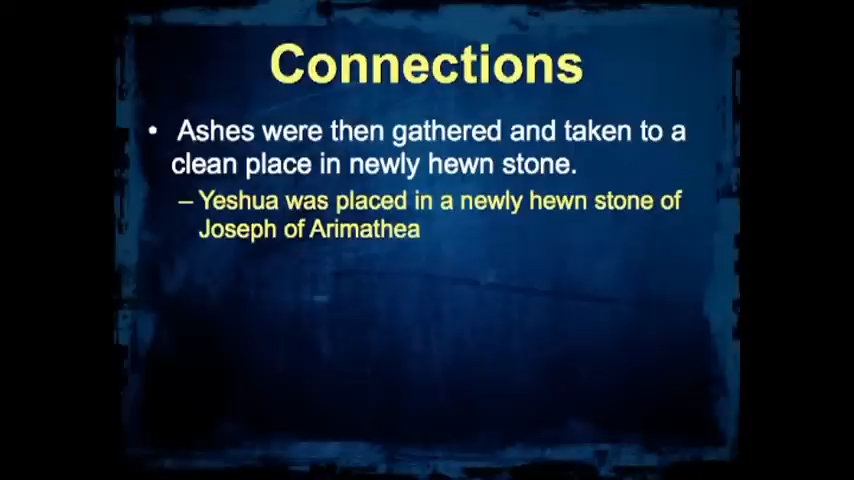 Connections
• Ashes were then gathered and taken to a
clean place in newly hewn stone.
– Yeshua was placed in a newly hewn stone of
Joseph of Arimathea